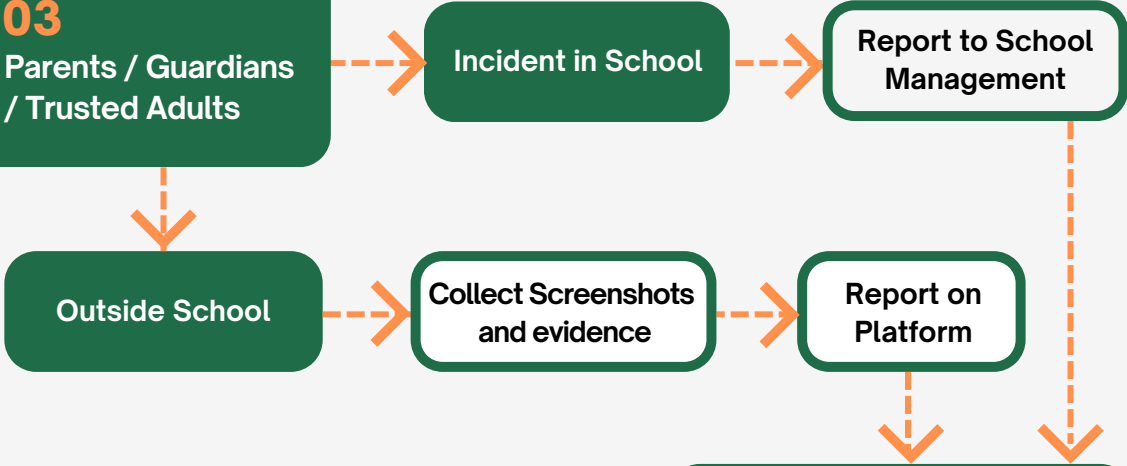 03
Parents / Guardians
/ Trusted Adults
Incident in School
Report to School
Management
Outside School
Collect Screenshots
and evidence
Report on
Platform